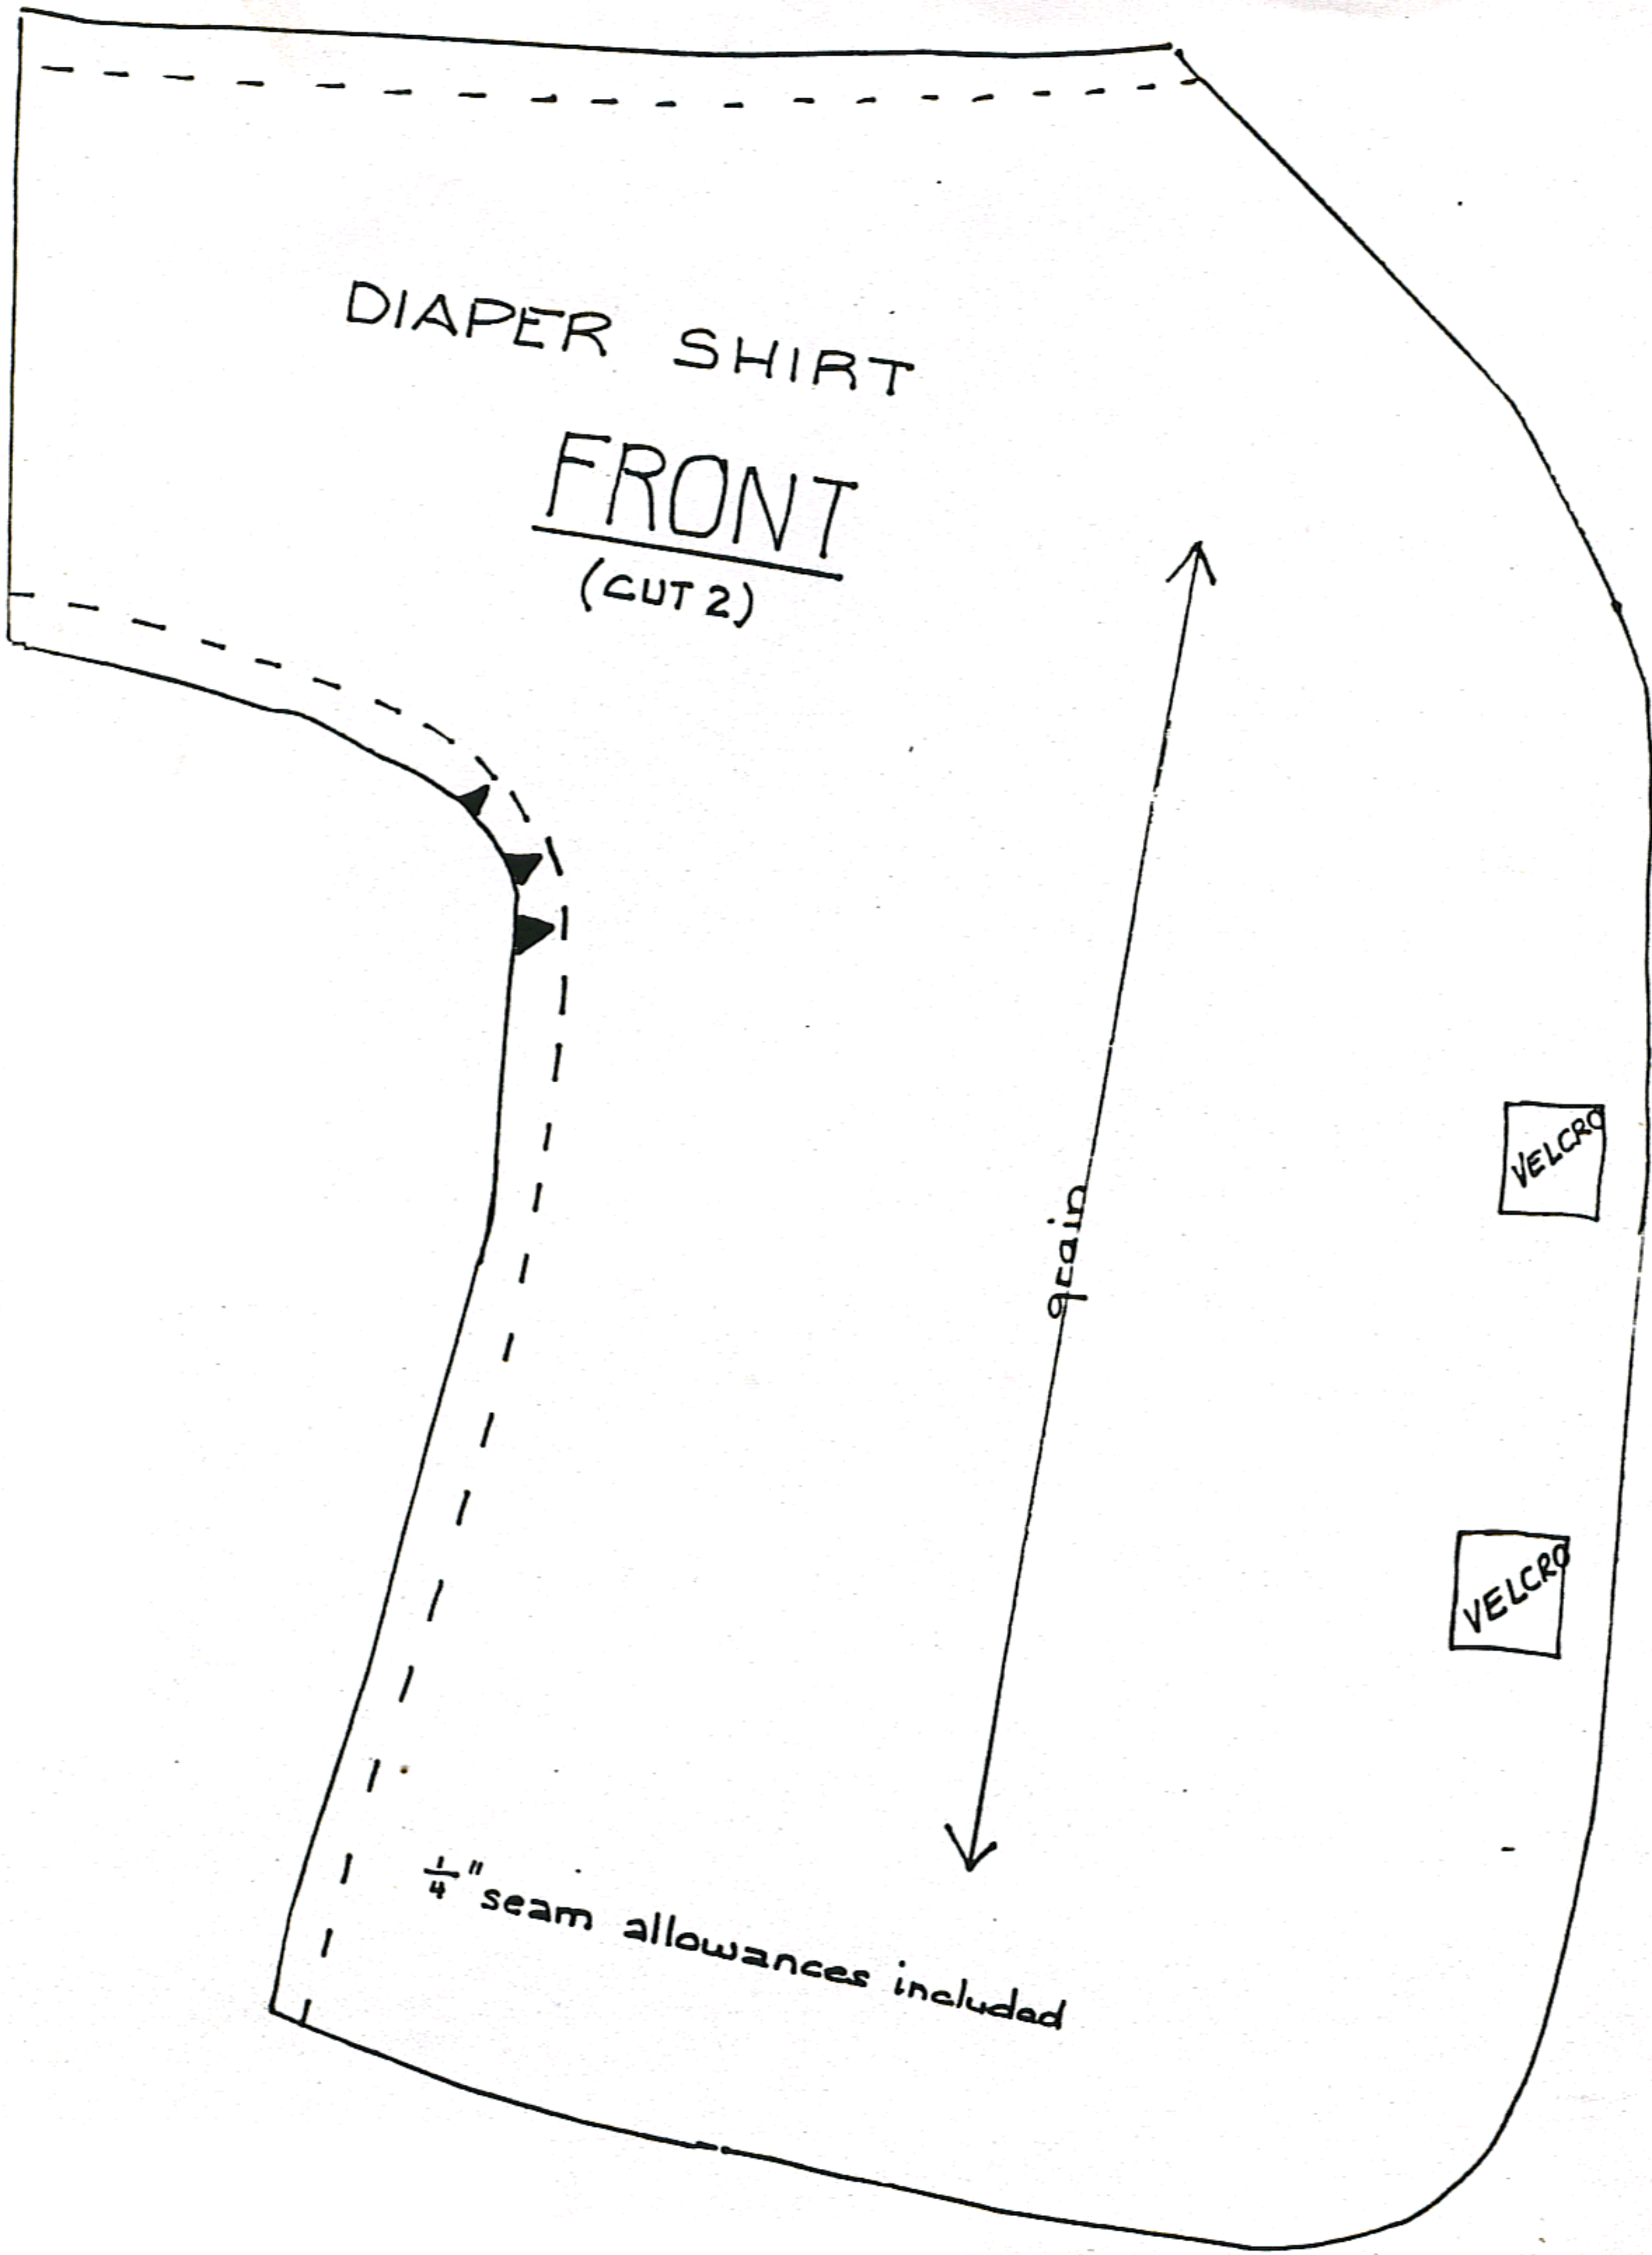 DIAPER SHIRT
FRONT
(CUT 2)
grain
VELCRO
VELCRO
1/4" seam allowances included